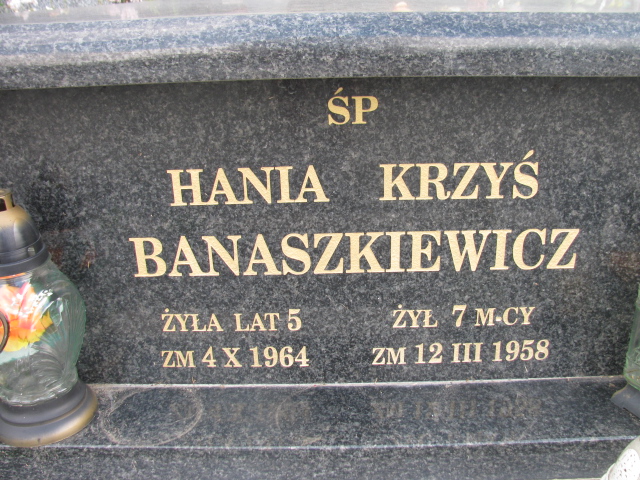 ŚP
HANIA KRZYŚ
BANASZKIEWICZ
ŻYŁA LAT 5 ŻYŁ 7 M-CY
ZM 4 X 1964 ZM 12 III 1958